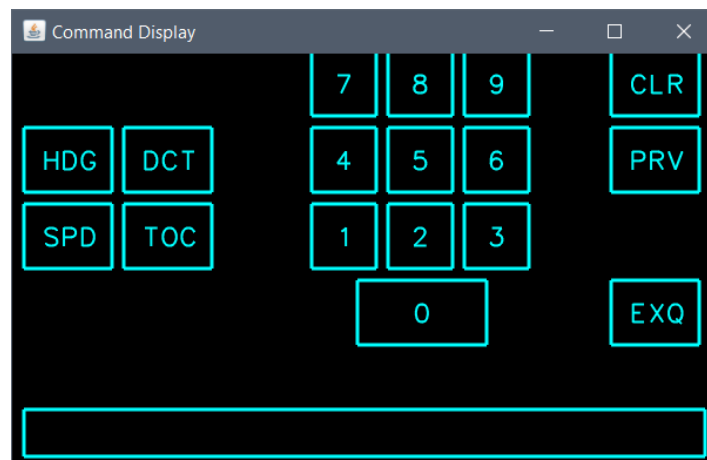 Command Display
7 8 9 CLR
HDG DCT 4 5 6 PRV
SPD TOC 1 2 3
0 EXQ